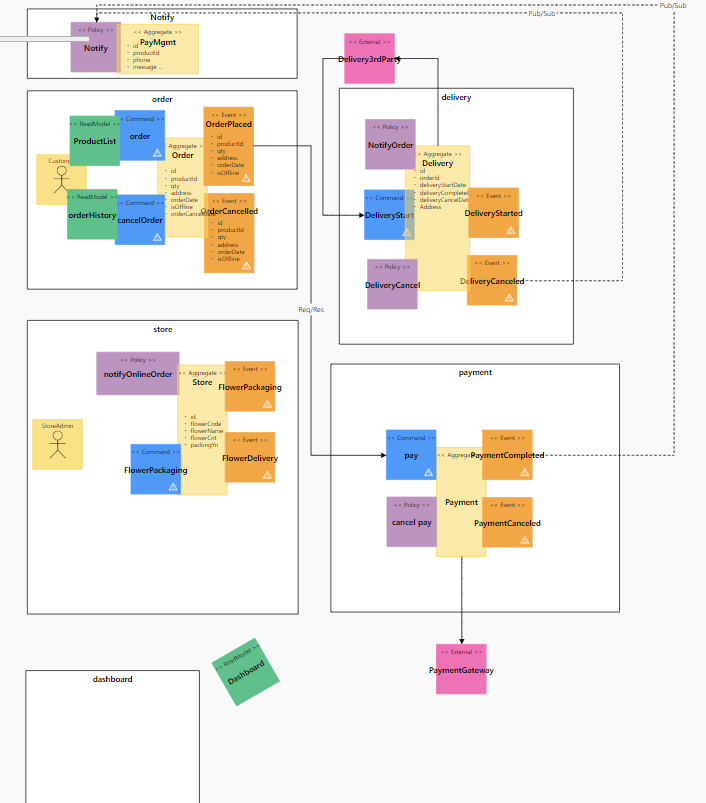 Pub/Sub
Pub/Sub
Notify
<< Policy >>
Notify
<< Aggregate >>
PayMgmt
id
productId
phone
message ...
<< External >>
Delivery3rdParty
order
<< ReadModel >>
ProductList
<< Command >>
order
<< Event >>
OrderPlaced
id
productId
qty
address
orderDate
isOffline
Aggregate >>
Order
id
productId
qty
address
orderDate
isOffline
Custom
<< ReadModel >>
orderHistory
<< Command >>
cancelOrder
<< Event >>
OrderCancelled
id
productId
qty
address
orderDate
isOffline
delivery
<< Policy >>
NotifyOrder
<< Aggregate >>
Delivery
id
orderId
deliveryStartDate
deliveryComplete
deliveryCancelDat
Address
<< Command
DeliveryStart
<< Event >>
DeliveryStarted
<< Policy >>
DeliveryCancel
<< Event >>
DeliveryCanceled
Req/Res
store
<< Policy >>
notifyOnlineOrder
<< Aggregate >>
Store
id
flowerCode
flowerName
flowerCnt
packingYn
<< Event >>
FlowerPackaging
StoreAdmin
<< Command >>
FlowerPackaging
<< Event >>
FlowerDelivery
payment
<< Command >>
pay
<< Aggregate
Payment
<< Event >>
PaymentCompleted
<< Policy >>
cancel pay
<< Event >>
PaymentCanceled
<< External >>
PaymentGateway
<< ReadModel >>
Dashboard
dashboard